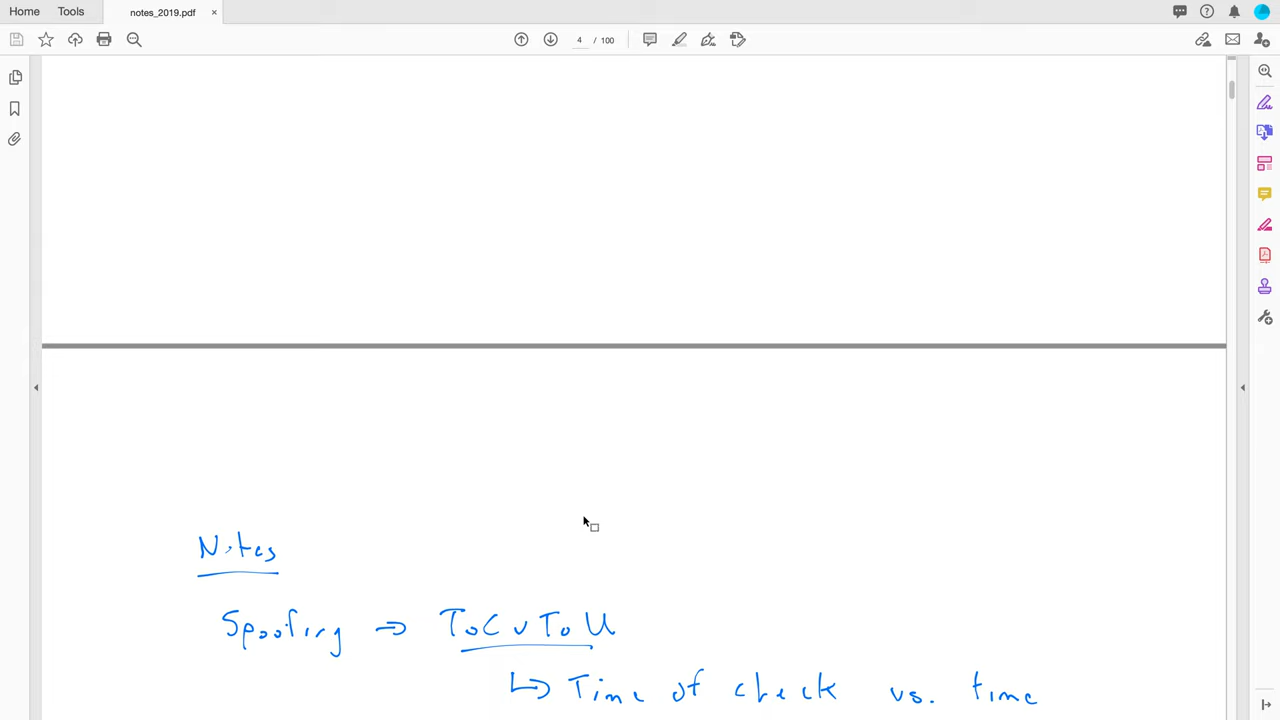 Home Tools notes_2019.pdf ×
4 / 100
Notes
Spoofing → ToCvToU
↳ Time of check vs. time